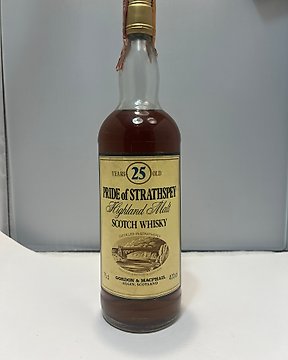 YEARS 25 OLD
PRIDE of STRATHSPEY
Highland Malt
SCOTCH WHISKY
GORDON & MACPHAIL
ELGIN, SCOTLAND